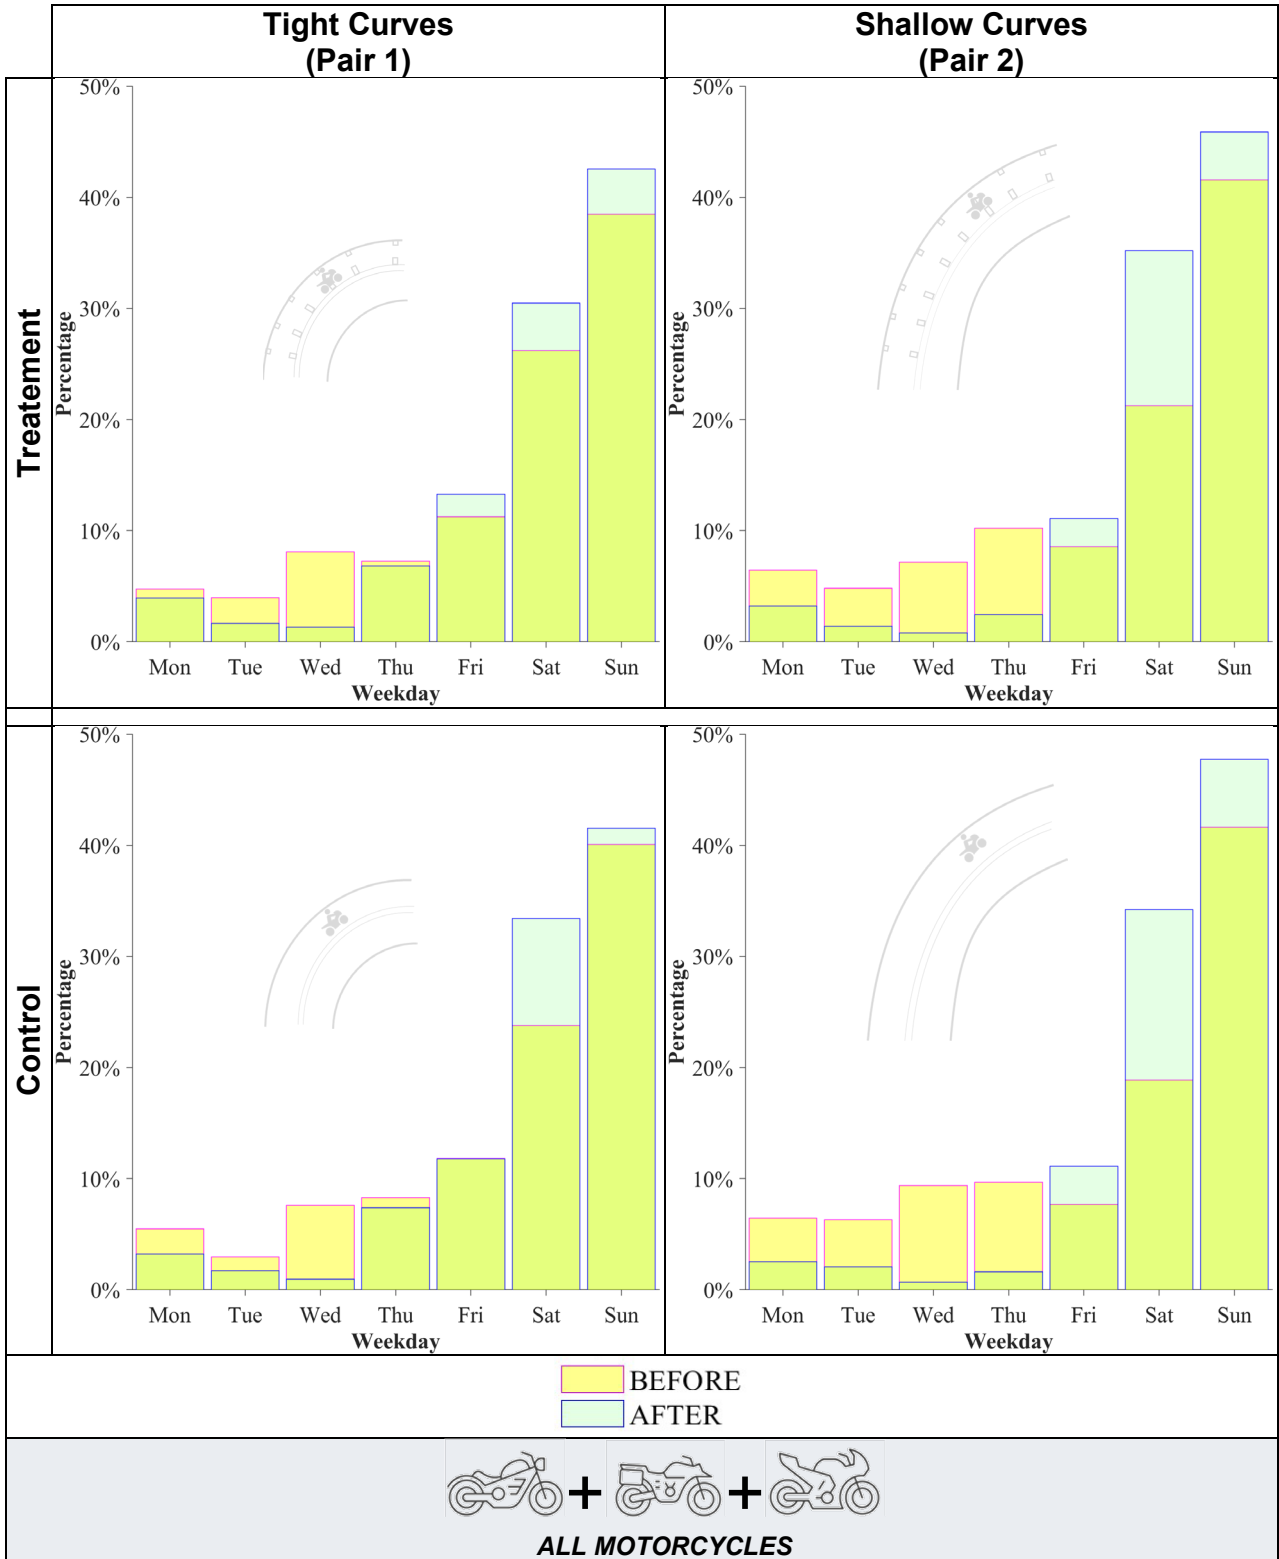 Tight Curves
(Pair 1)
Shallow Curves
(Pair 2)
Treatement
Percentage
50%
40%
30%
20%
10%
0%
Mon Tue Wed Thu Fri Sat Sun
Weekday
Percentage
50%
40%
30%
20%
10%
0%
Mon Tue Wed Thu Fri Sat Sun
Weekday
Control
Percentage
50%
40%
30%
20%
10%
0%
Mon Tue Wed Thu Fri Sat Sun
Weekday
Percentage
50%
40%
30%
20%
10%
0%
Mon Tue Wed Thu Fri Sat Sun
Weekday
BEFORE
AFTER
+ +
ALL MOTORCYCLES